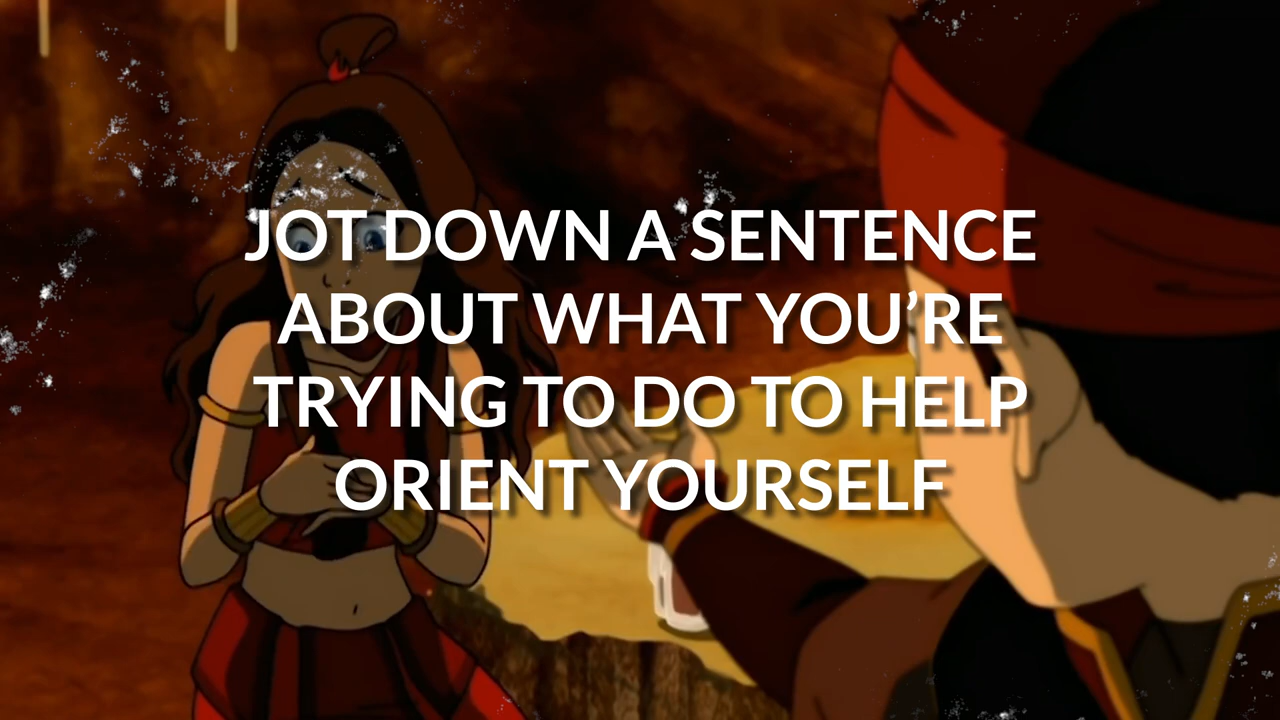 JOT DOWN A SENTENCE
ABOUT WHAT YOU’RE
TRYING TO DO TO HELP
ORIENT YOURSELF